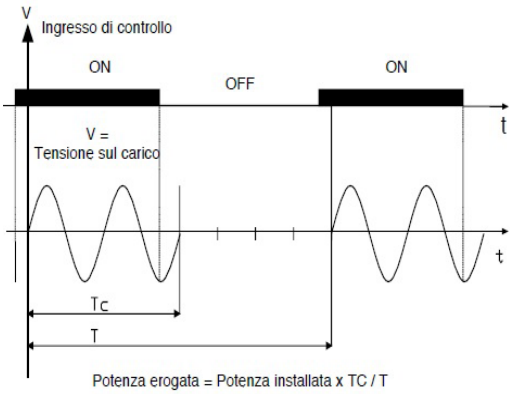 V
Ingresso di controllo
ON
OFF
ON
t
V =
Tensione sul carico
t
Tc
T
Potenza erogata = Potenza installata x TC / T